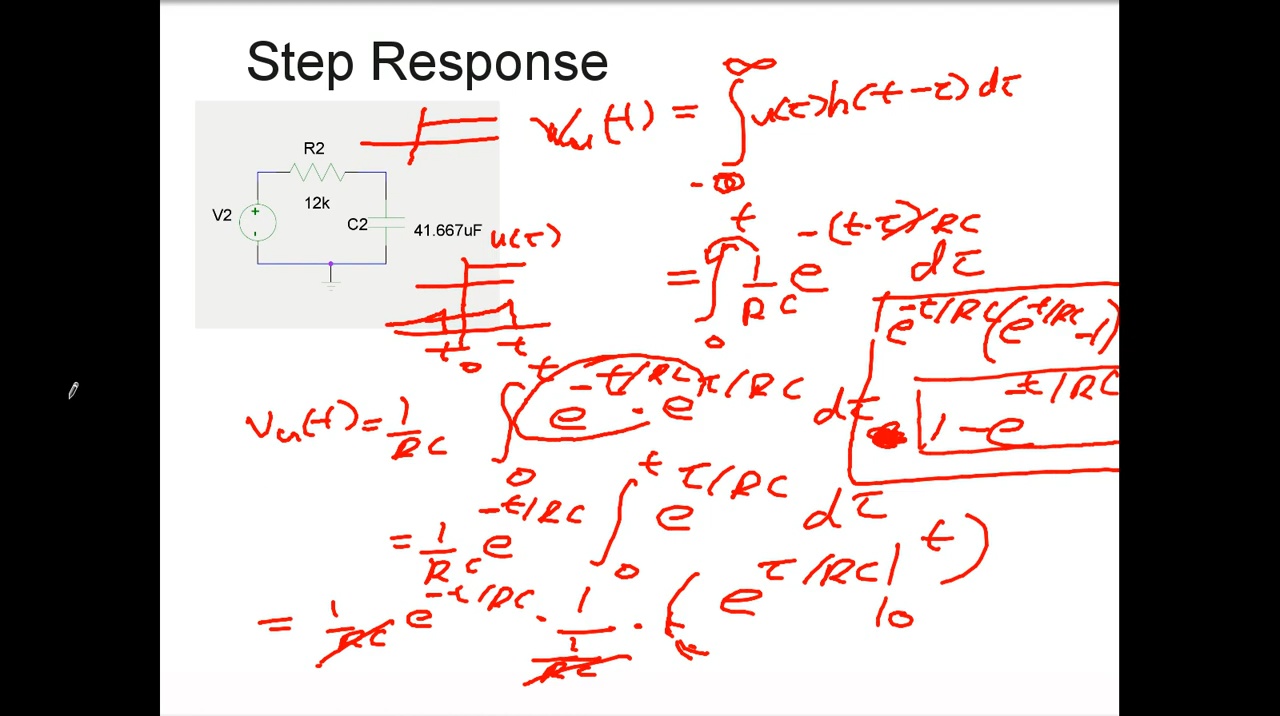 Step Response
R2
12k
V2
C2
41.667uF
= ∫_{-∞}^{∞} u(τ)h(t-τ)dτ
u(τ)
= ∫_0^t 1/RC e^{-(t-τ)/RC} dτ
-t 0 t
e^{-t/RC}(e^{t/RC}-1)
1-e^{-t/RC}
(t) = 1/RC ∫_0^t e^{-t/RC} · e^{τ/RC} dτ
= 1/RC e^{-t/RC} ∫_0^t e^{τ/RC} dτ
= 1/RC e^{-t/RC} · 1/(1/RC) · (e^{τ/RC}|_0^t)